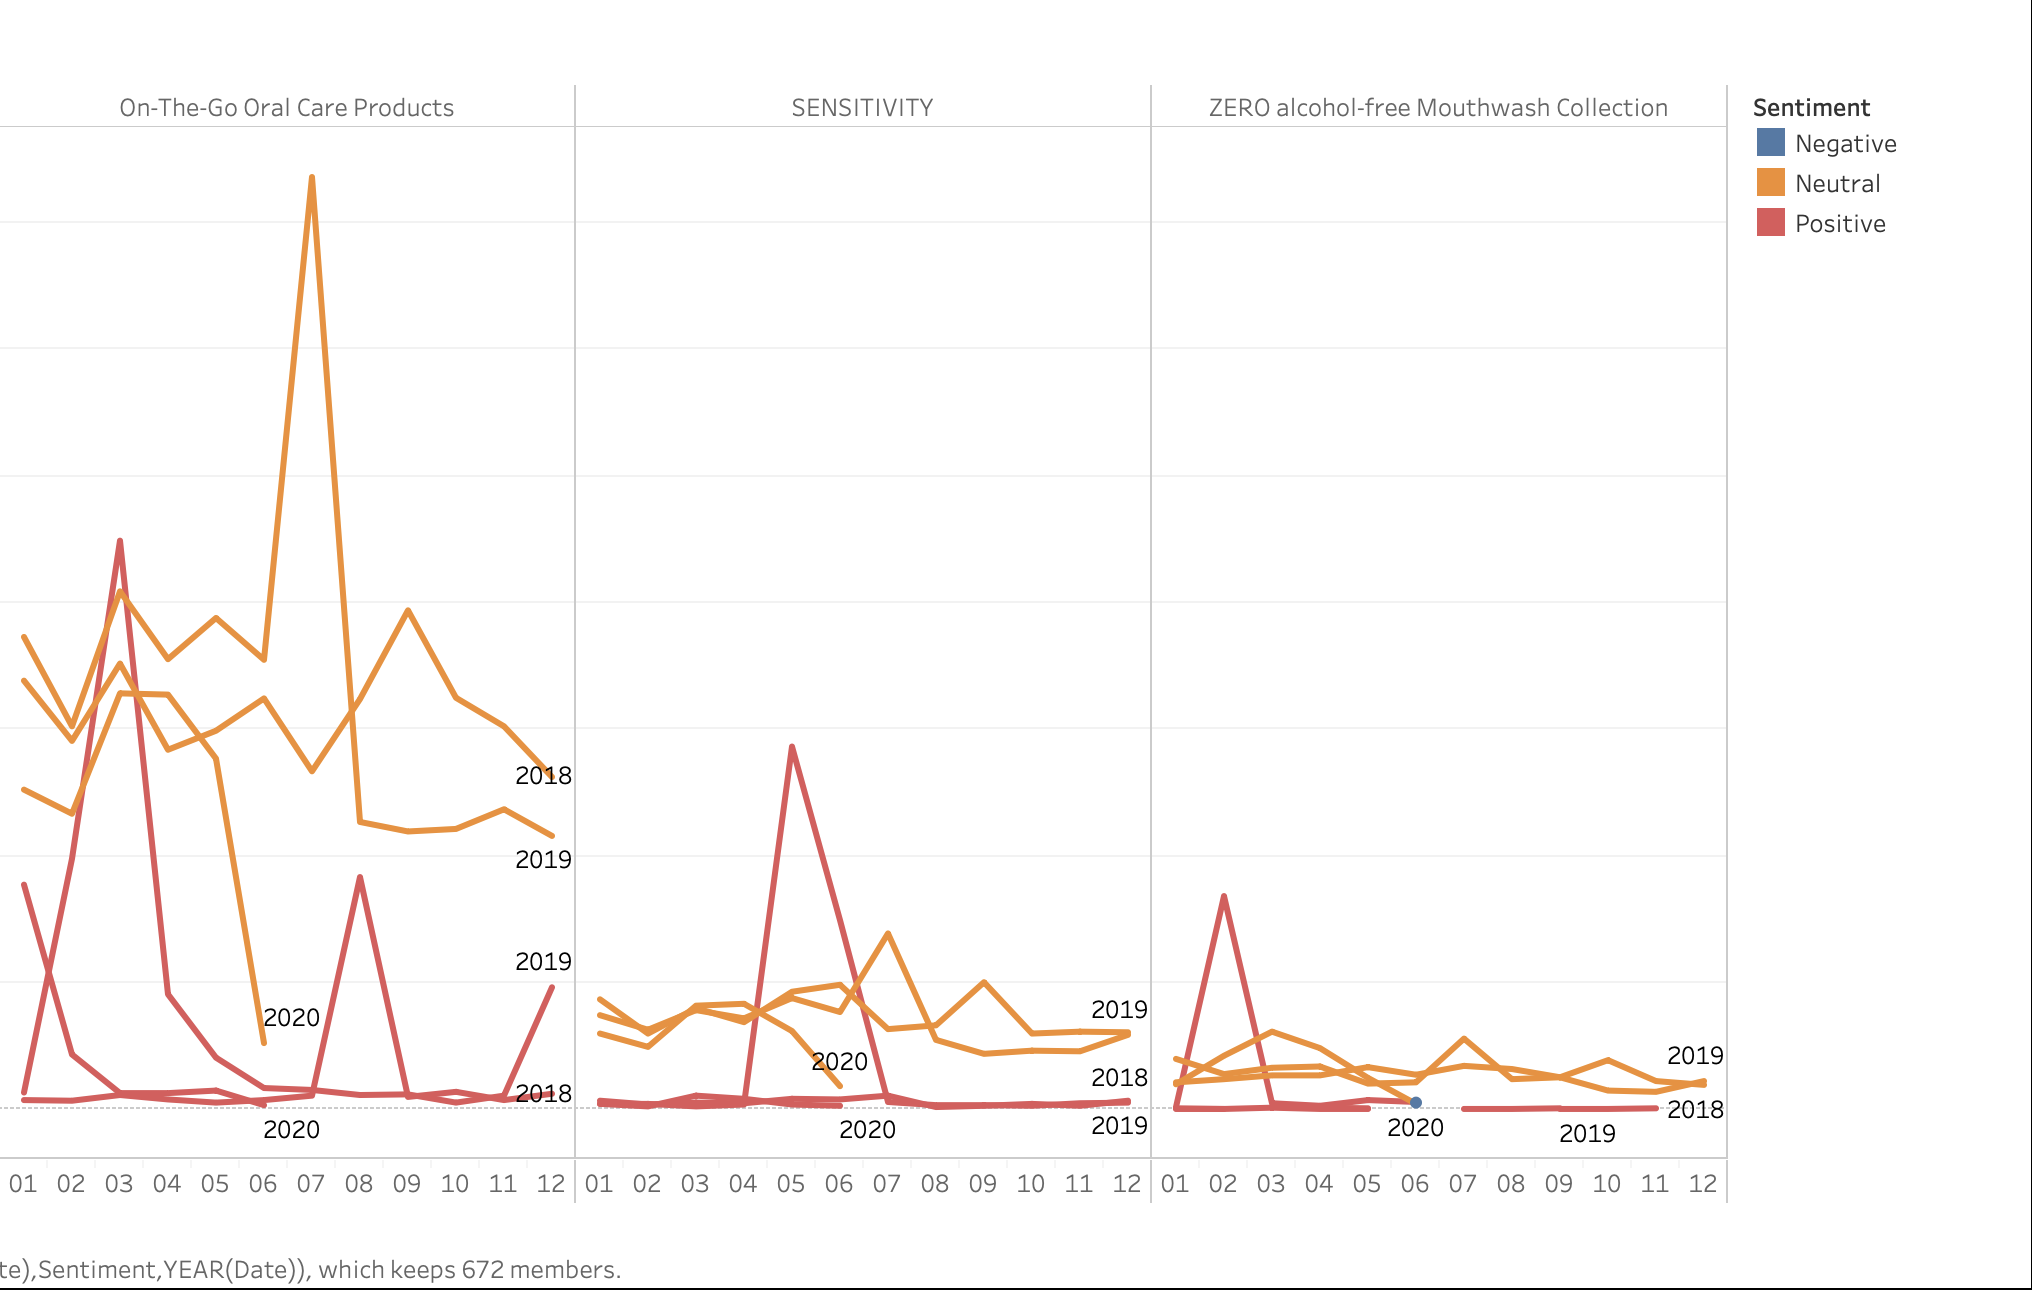 On-The-Go Oral Care Products
SENSITIVITY
ZERO alcohol-free Mouthwash Collection
Sentiment
Negative
Neutral
Positive
2018
2019
2019
2020
2018
2020
2019
2020
2018
2020
2019
2019
2018
2020
2019
01 02 03 04 05 06 07 08 09 10 11 12 01 02 03 04 05 06 07 08 09 10 11 12 01 02 03 04 05 06 07 08 09 10 11 12
te),Sentiment,YEAR(Date)), which keeps 672 members.